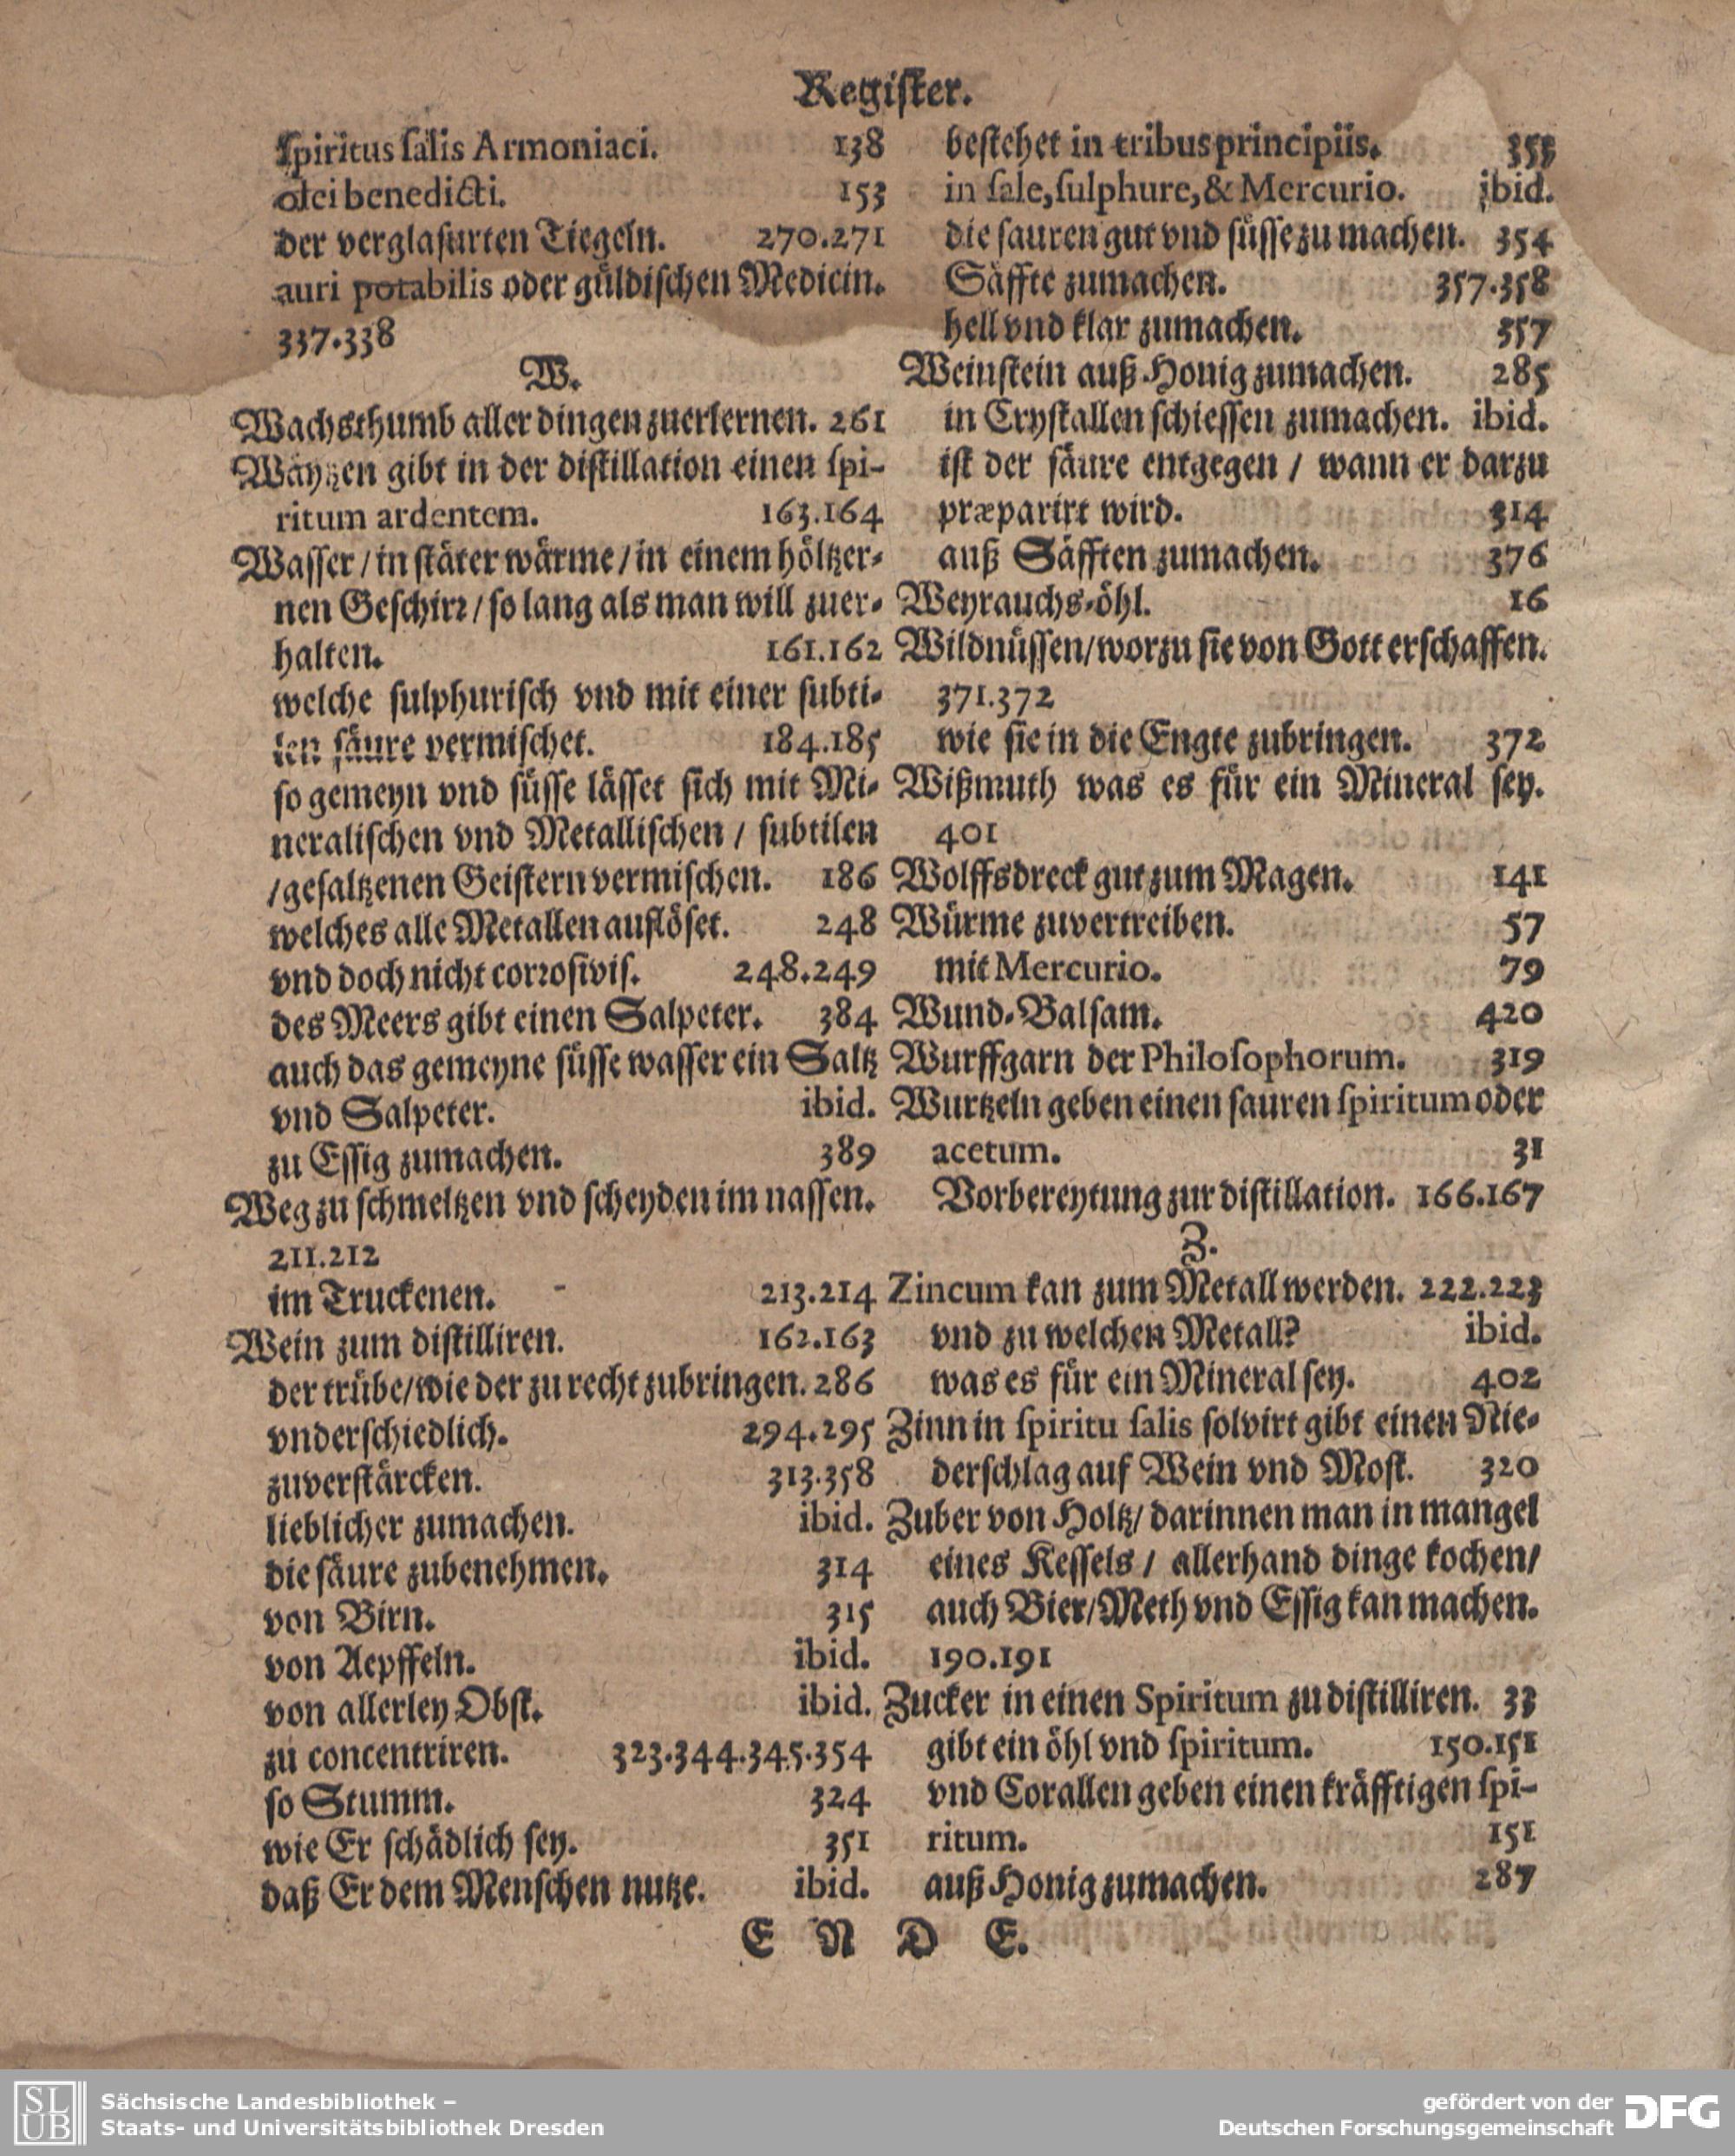 Regiſter.
ſpiritus ſalis Armoniaci. 138
olei benedicti. 153
der verglaſurten Tiegeln. 270.271
auri potabilis oder güldiſchen Medicin.
337.338
W.
Wachsthumb aller dingen zuerlernen. 261
Wäytzen gibt in der diſtillation einen ſpi-
ritum ardentem. 163.164
Waſſer / in ſtäter wärme / in einem höltzer-
nen Geſchirꝛ / ſo lang als man will zuer-
halten. 161.162
welche ſulphuriſch vnd mit einer ſubti-
len ſäure vermiſchet. 184.185
ſo gemeyn vnd ſüſſe läſſet ſich mit Mi-
neraliſchen vnd Metalliſchen / ſubtilen
/geſaltzenen Geiſtern vermiſchen. 186
welches alle Metallen auflöſet. 248
vnd doch nicht corꝛoſiviſ. 248.249
des Meers gibt einen Salpeter. 384
auch das gemeyne ſüſſe waſſer ein Saltz
vnd Salpeter. ibid.
zu Eſſig zumachen. 389
Weg zu ſchmeltzen vnd ſcheyden im naſſen.
211.212
im Truckenen. 213.214
Wein zum diſtilliren. 162.163
der trübe/wie der zu recht zubringen. 286
vnderſchiedlich. 294.295
zuverſtärcken. 313.358
lieblicher zumachen. ibid.
die ſäure zubenehmen. 314
von Birn. 315
von Aepffeln. ibid.
von allerley Obſt. ibid.
zu concentriren. 323.344.345.354
ſo Stumm. 324
wie Er ſchädlich ſey. 351
daß Er dem Menſchen nutze. ibid.
beſtehet in tribus principiis. 353
in ſale, ſulphure, & Mercurio. ibid.
die ſauren gut vnd ſüſſe zu machen. 354
Säffte zumachen. 357.358
hell vnd klar zumachen. 357
Weinſtein auß Honig zumachen. 285
in Cryſtallen ſchieſſen zumachen. ibid.
iſt der ſäure entgegen / wann er darzu
præparirt wird. 314
auß Säfften zumachen. 376
Weyrauchs-öhl. 16
Wildnüſſen/worzu ſie von Gott erſchaffen.
371.372
wie ſie in die Engte zubringen. 372
Wißmuth was es für ein Mineral ſey.
401
Wolffsdreck gut zum Magen. 141
Würme zuvertreiben. 57
mit Mercurio. 79
Wund-Balſam. 420
Wurffgarn der Philoſophorum. 319
Wurtzeln geben einen ſauren ſpiritum oder
acetum. 31
Vorbereytung zur diſtillation. 166.167
Z.
Zincum kan zum Metall werden. 222.223
vnd zu welchen Metall? ibid.
was es für ein Mineral ſey. 402
Zinn in ſpiritu ſalis ſolvirt gibt einen Nie-
derſchlag auf Wein vnd Moſt. 320
Zuber von Holtz/ darinnen man in mangel
eines Keſſels / allerhand dinge kochen/
auch Bier/Meth vnd Eſſig kan machen.
190.191
Zucker in einen Spiritum zu diſtilliren. 33
gibt ein öhl vnd ſpiritum. 150.151
vnd Corallen geben einen kräfftigen ſpi-
ritum. 151
auß Honig zumachen. 287
E N D E.
SLUB
Sächsische Landesbibliothek –
Staats- und Universitätsbibliothek Dresden
gefördert von der
Deutschen Forschungsgemeinschaft
DFG